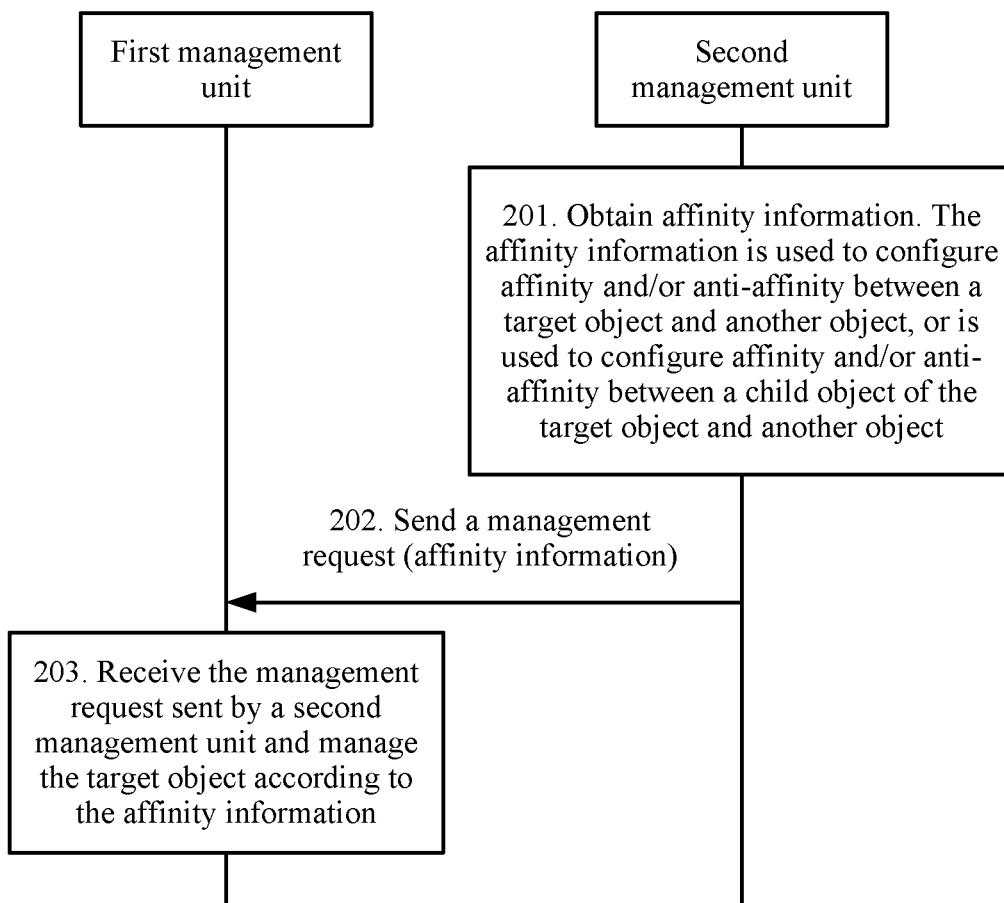 First management
unit
Second
management unit
201. Obtain affinity information. The
affinity information is used to configure
affinity and/or anti-affinity between a
target object and another object, or is
used to configure affinity and/or anti-
affinity between a child object of the
target object and another object
202. Send a management
request (affinity information)
203. Receive the management
request sent by a second
management unit and manage
the target object according to
the affinity information